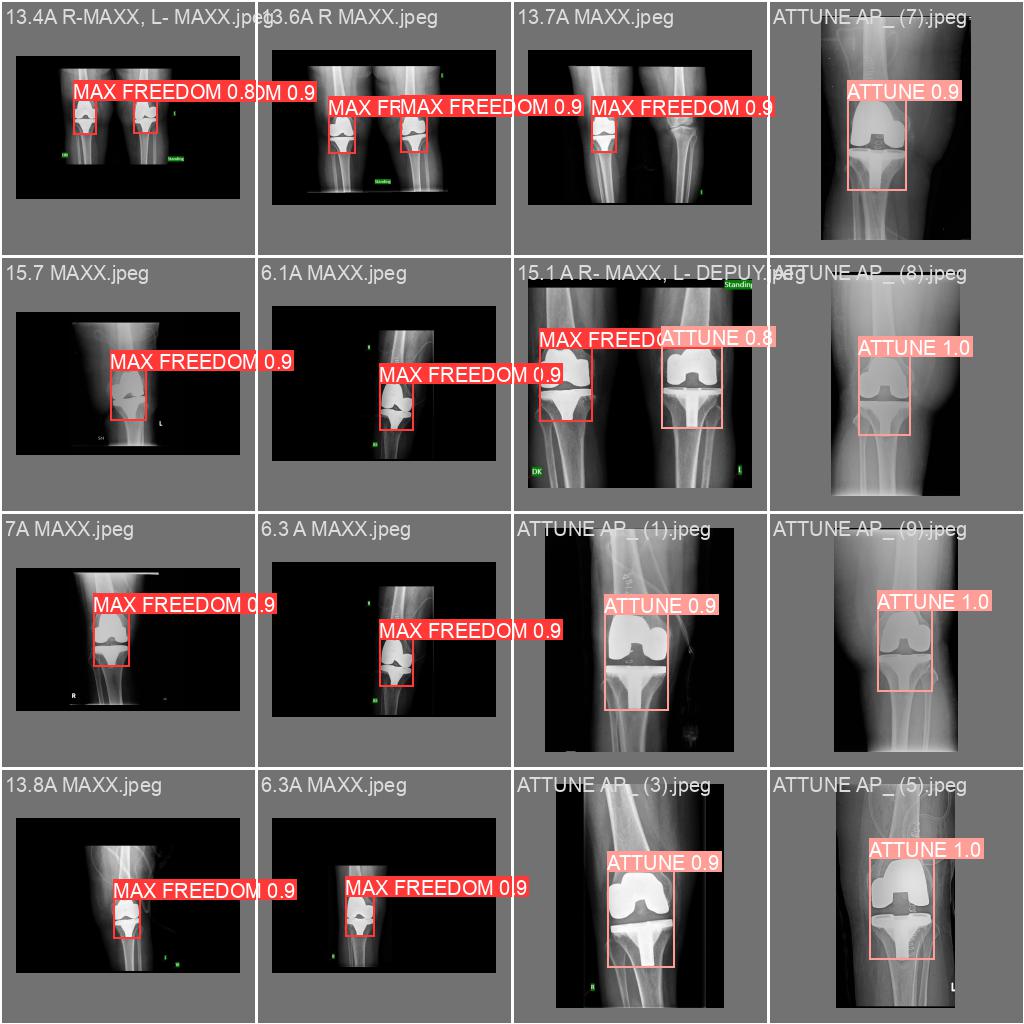 13.4A R-MAXX, L- MAXX.jpeg
MAX FREEDOM 0.8
OM 0.9
13.6A R MAXX.jpeg
MAX FR
MAX FREEDOM 0.9
Standing
13.7A MAXX.jpeg
MAX FREEDOM 0.9
ATTUNE AP_ (7).jpeg
ATTUNE 0.9
15.7 MAXX.jpeg
MAX FREEDOM 0.9
L
SH
6.1A MAXX.jpeg
MAX FREEDOM 0.9
15.1 A R- MAXX, L- DEPUY.jpeg
Standing
MAX FREEDO
ATTUNE 0.8
DK
L
ATTUNE AP_ (8).jpeg
ATTUNE 1.0
7A MAXX.jpeg
MAX FREEDOM 0.9
R
6.3 A MAXX.jpeg
MAX FREEDOM 0.9
ATTUNE AP_ (1).jpeg
ATTUNE 0.9
ATTUNE AP_ (9).jpeg
ATTUNE 1.0
13.8A MAXX.jpeg
MAX FREEDOM 0.9
6.3A MAXX.jpeg
MAX FREEDOM 0.9
ATTUNE AP_ (3).jpeg
ATTUNE 0.9
R
ATTUNE AP_ (5).jpeg
ATTUNE 1.0
L